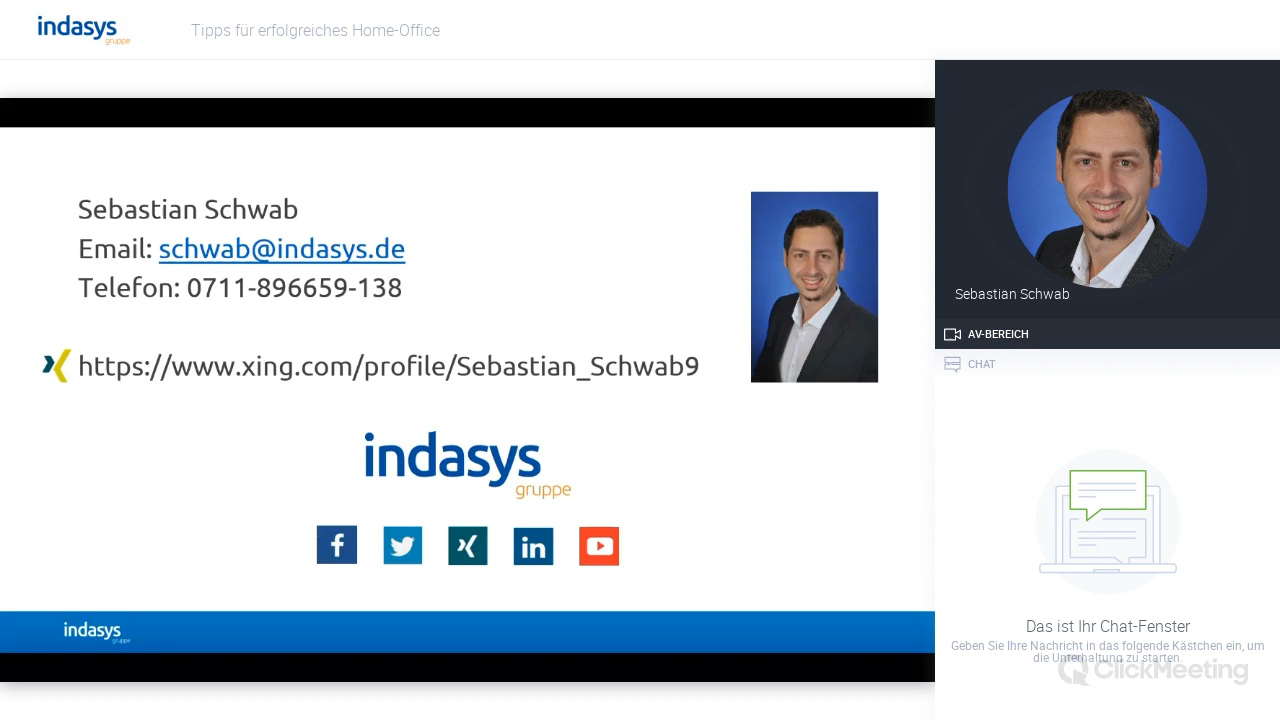 indasys
gruppe
Tipps für erfolgreiches Home-Office
Sebastian Schwab
Email: schwab@indasys.de
Telefon: 0711-896659-138
https://www.xing.com/profile/Sebastian_Schwab9
indasys
gruppe
indasys
gruppe
Sebastian Schwab
AV-BEREICH
CHAT
Das ist Ihr Chat-Fenster
Geben Sie Ihre Nachricht in das folgende Kästchen ein, um
die Unterhaltung zu starten.
ClickMeeting